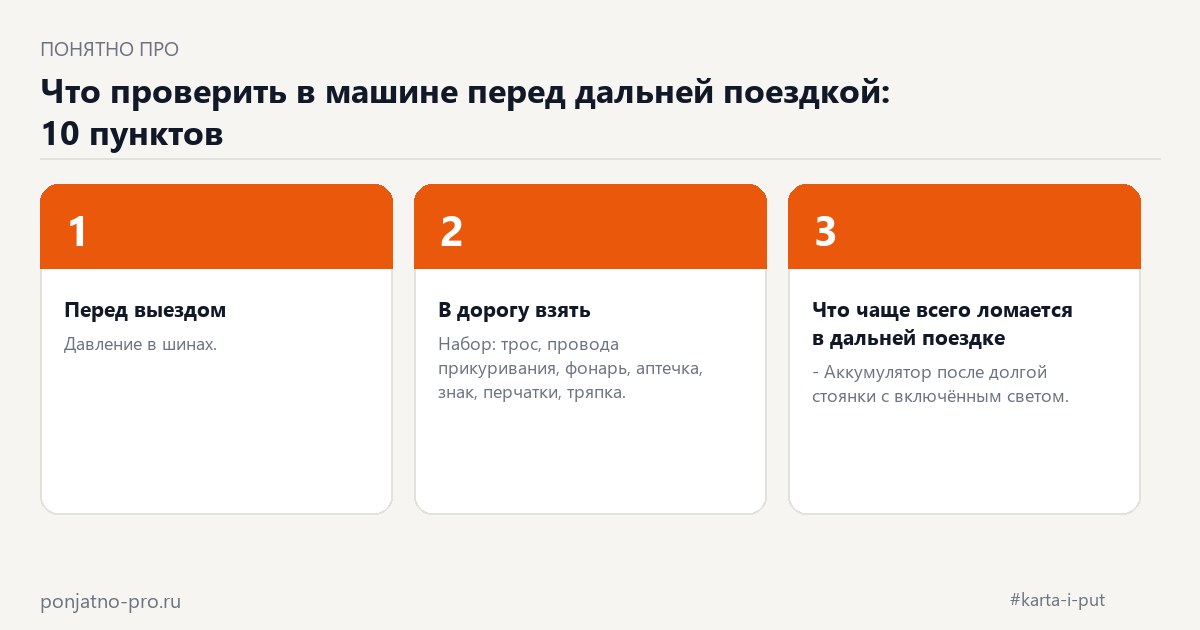 ПОНЯТНО ПРО
Что проверить в машине перед дальней поездкой:
10 пунктов
1
Перед выездом
Давление в шинах.
2
В дорогу взять
Набор: трос, провода
прикуривания, фонарь, аптечка,
знак, перчатки, тряпка.
3
Что чаще всего ломается
в дальней поездке
- Аккумулятор после долгой
стоянки с включённым светом.
ponjatno-pro.ru
#karta-i-put